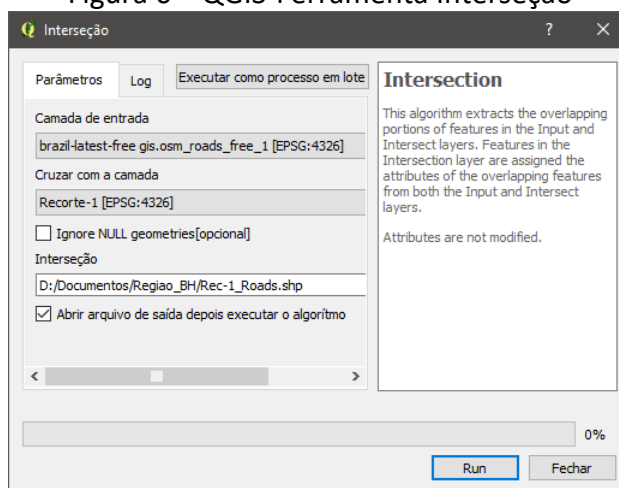 Figura 6 – QGIS Ferramenta Interseção
Interseção
? ×
Parâmetros Log Executar como processo em lote
Camada de entrada
brazil-latest-free gis.osm_roads_free_1 [EPSG:4326]
Cruzar com a camada
Recorte-1 [EPSG:4326]
Ignore NULL geometries[opcional]
Interseção
D:/Documentos/Regiao_BH/Rec-1_Roads.shp
Abrir arquivo de saída depois executar o algorítmo
Intersection
This algorithm extracts the overlapping
portions of features in the Input and
Intersect layers. Features in the
Intersection layer are assigned the
attributes of the overlapping features
from both the Input and Intersect
layers.
Attributes are not modified.
0%
Run Fechar